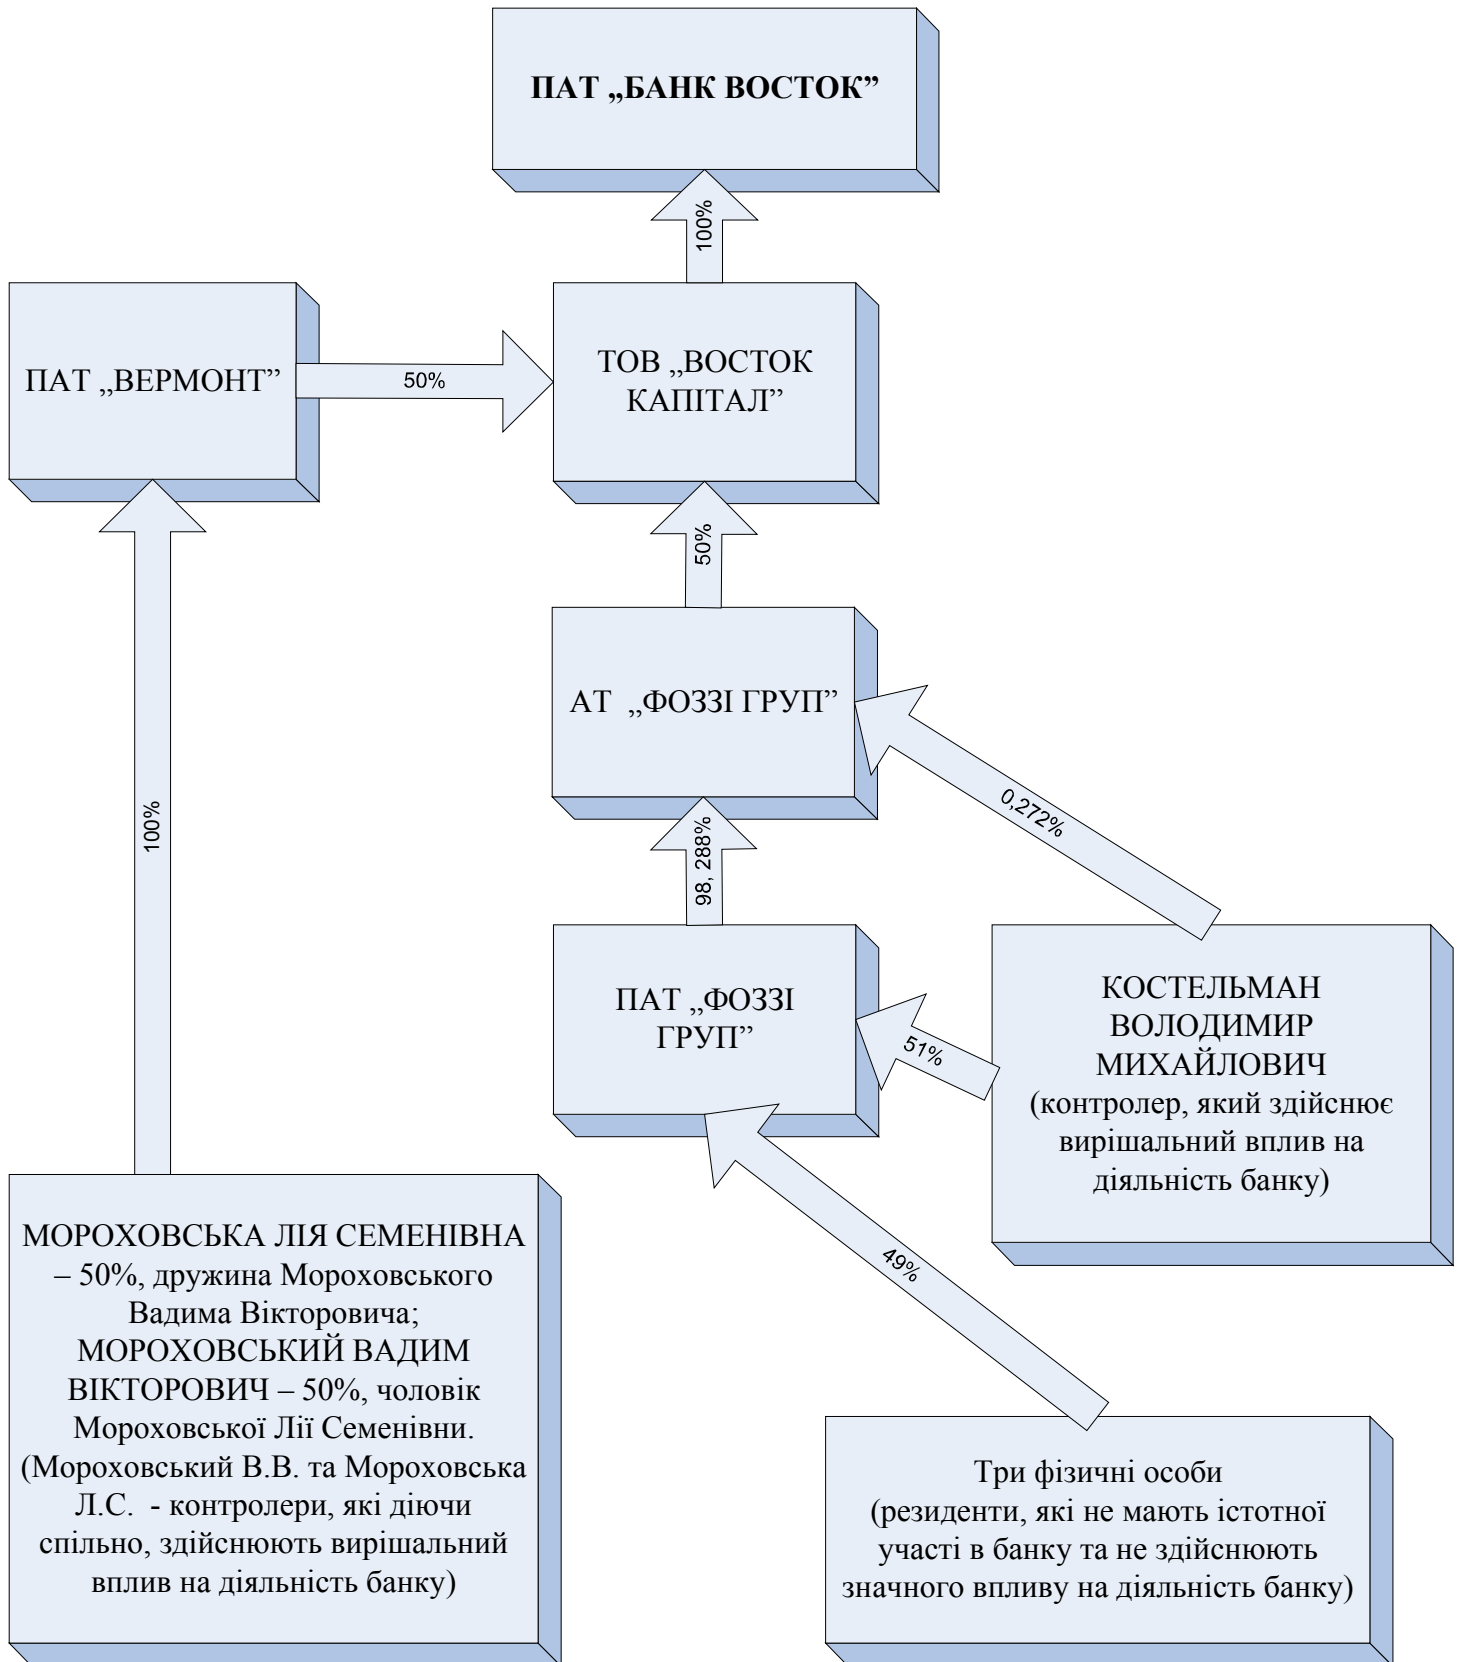 ПАТ „БАНК ВОСТОК”
100%
ПАТ „ВЕРМОНТ”
50%
ТОВ „ВОСТОК
КАПІТАЛ”
50%
АТ „ФОЗЗІ ГРУП”
0,272%
100%
98, 288%
ПАТ „ФОЗЗІ
ГРУП”
51%
КОСТЕЛЬМАН
ВОЛОДИМИР
МИХАЙЛОВИЧ
(контролер, який здійснює
вирішальний вплив на
діяльність банку)
49%
МОРОХОВСЬКА ЛІЯ СЕМЕНІВНА
– 50%, дружина Мороховського
Вадима Вікторовича;
МОРОХОВСЬКИЙ ВАДИМ
ВІКТОРОВИЧ – 50%, чоловік
Мороховської Лії Семенівни.
(Мороховський В.В. та Мороховська
Л.С. - контролери, які діючи
спільно, здійснюють вирішальний
вплив на діяльність банку)
Три фізичні особи
(резиденти, які не мають істотної
участі в банку та не здійснюють
значного впливу на діяльність банку)